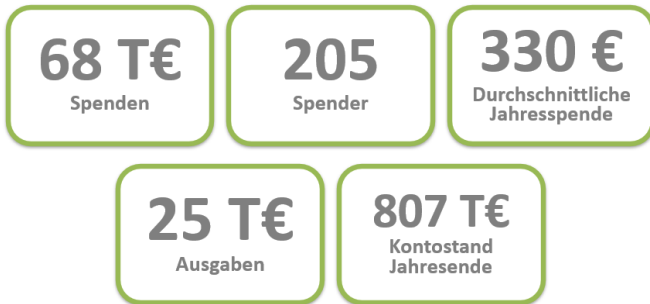 68 T€
Spenden
205
Spender
330 €
Durchschnittliche
Jahresspende
25 T€
Ausgaben
807 T€
Kontostand
Jahresende